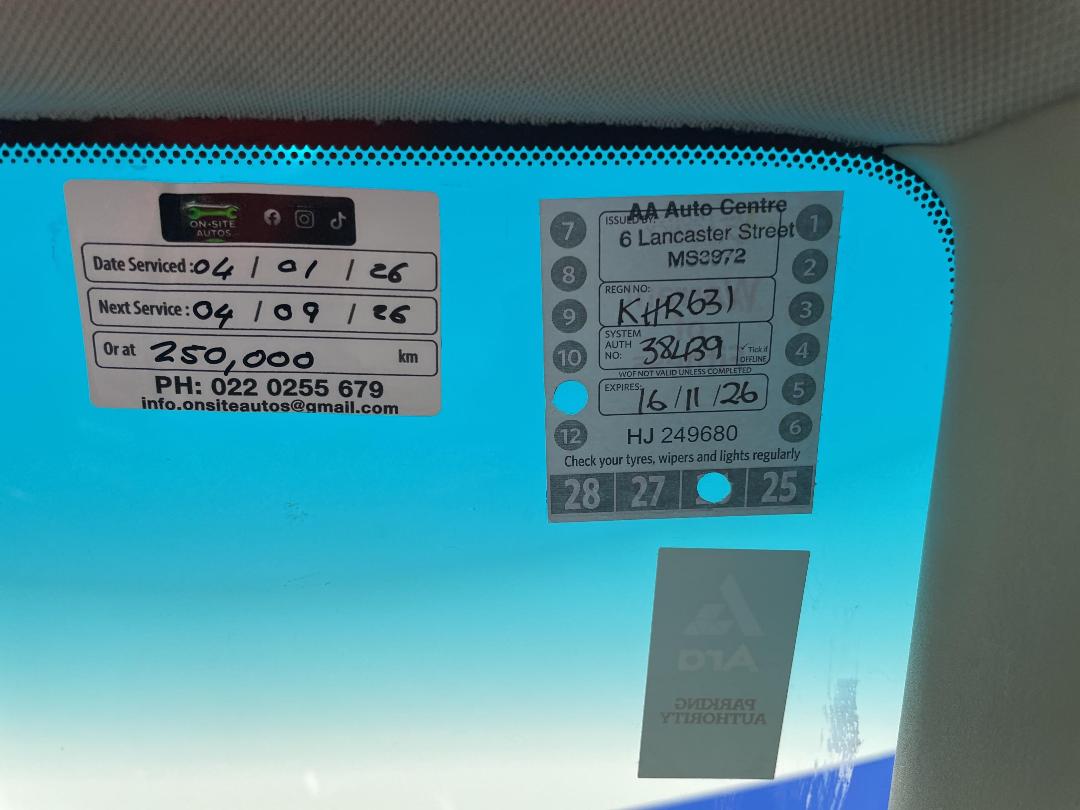 ON-SITE
AUTOS
Date Serviced: 04 / 01 / 26
Next Service: 04 / 09 / 26
Or at 250,000 km
PH: 022 0255 679
info.onsiteautos@gmail.com
ISSUED BY:
AA Auto Centre
6 Lancaster Street
MS3972
REGN NO:
KHR631
SYSTEM
AUTH
NO: 38439
✓ Tick if
OFFLINE
WOF NOT VALID UNLESS COMPLETED
EXPIRES: 16/11/26
HJ 249680
7
8
9
10
12
1
2
3
4
5
6
Check your tyres, wipers and lights regularly
28 27 25
Ara
PARKING
AUTHORITY